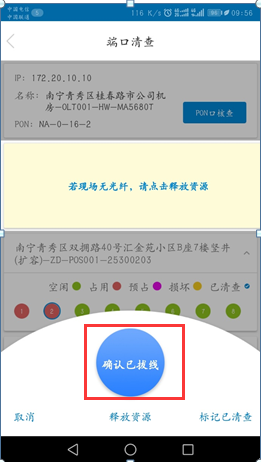 中国电信
中国联通
116 K/s 09:56
端口清查
IP: 172.20.10.10
名称: 南宁青秀区桂春路市公司机
房-OLT001-HW-MA5680T
PON口核查
PON: NA-0-16-2
若现场无光纤，请点击释放资源
南宁青秀区双拥路40号汇金苑小区B座7楼竖井
(扩容)-ZD-POS001-25300203
空闲 占用 预占 损坏 已清查
1 2 3 4 5 6 7 8
确认已拔线
取消 释放资源 标记已清查